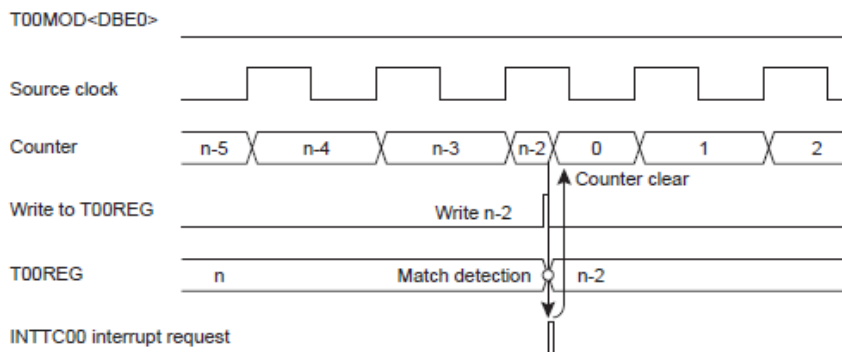 T00MOD<DBE0>
Source clock
Counter n-5 n-4 n-3 n-2 0 1 2
Counter clear
Write to T00REG Write n-2
T00REG n Match detection n-2
INTTC00 interrupt request